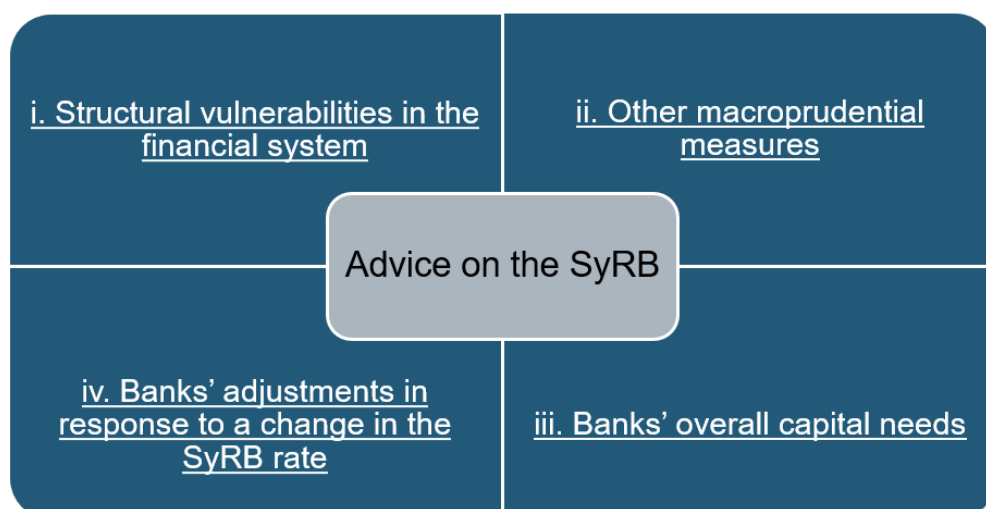 i. Structural vulnerabilities in the
financial system
ii. Other macroprudential
measures
Advice on the SyRB
iv. Banks’ adjustments in
response to a change in the
SyRB rate
iii. Banks’ overall capital needs